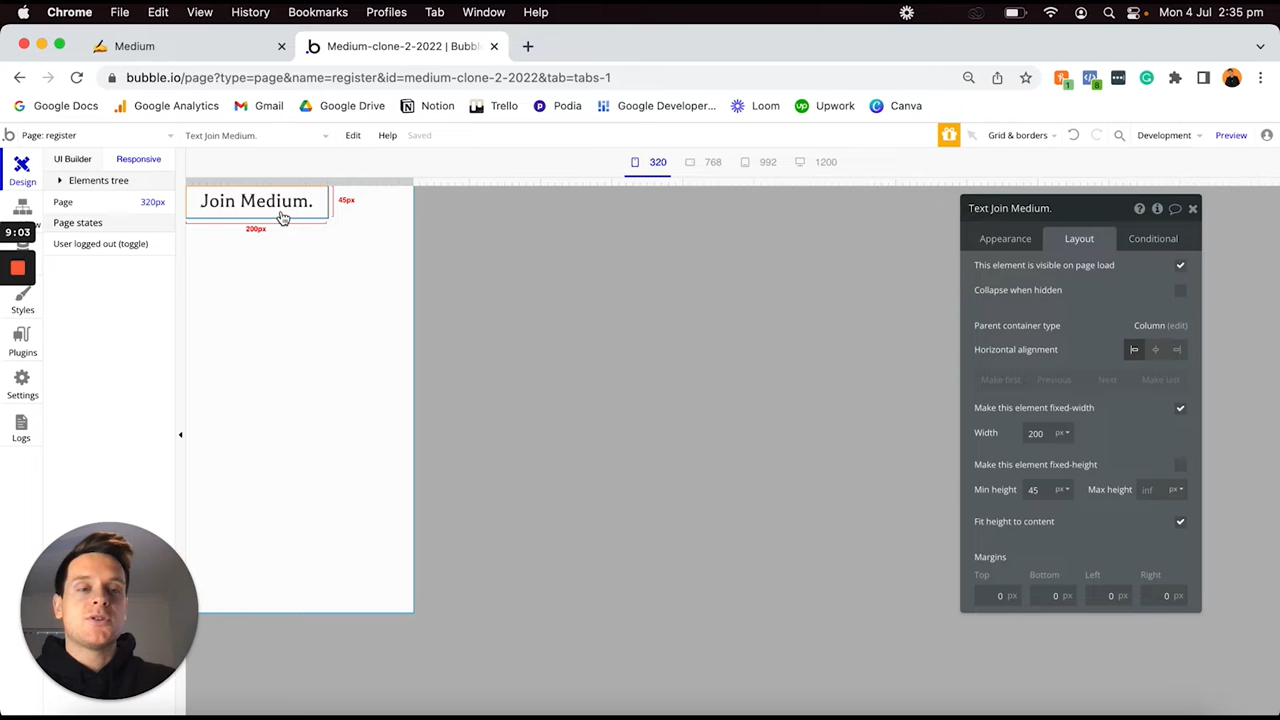 Chrome File Edit View History Bookmarks Profiles Tab Window Help Mon 4 Jul 2:35 pm
Medium Medium-clone-2-2022 | Bubbl
bubble.io/page?type=page&name=register&id=medium-clone-2-2022&tab=tabs-1
1 8
Google Docs Google Analytics Gmail Google Drive Notion Trello Podia Google Developer... Loom Upwork Canva
Page: register Text Join Medium. Edit Help Saved Grid & borders Development Preview
Design UI Builder Responsive 320 768 992 1200
Elements tree
Page 320px
Page states
User logged out (toggle)
9:03
Styles
Plugins
Settings
Logs
Join Medium.
45px
200px
Text Join Medium.
Appearance Layout Conditional
This element is visible on page load
Collapse when hidden
Parent container type Column (edit)
Horizontal alignment
Make first Previous Next Make last
Make this element fixed-width
Width 200 px
Make this element fixed-height
Min height 45 px Max height inf px
Fit height to content
Margins
Top Bottom Left Right
0 px 0 px 0 px 0 px